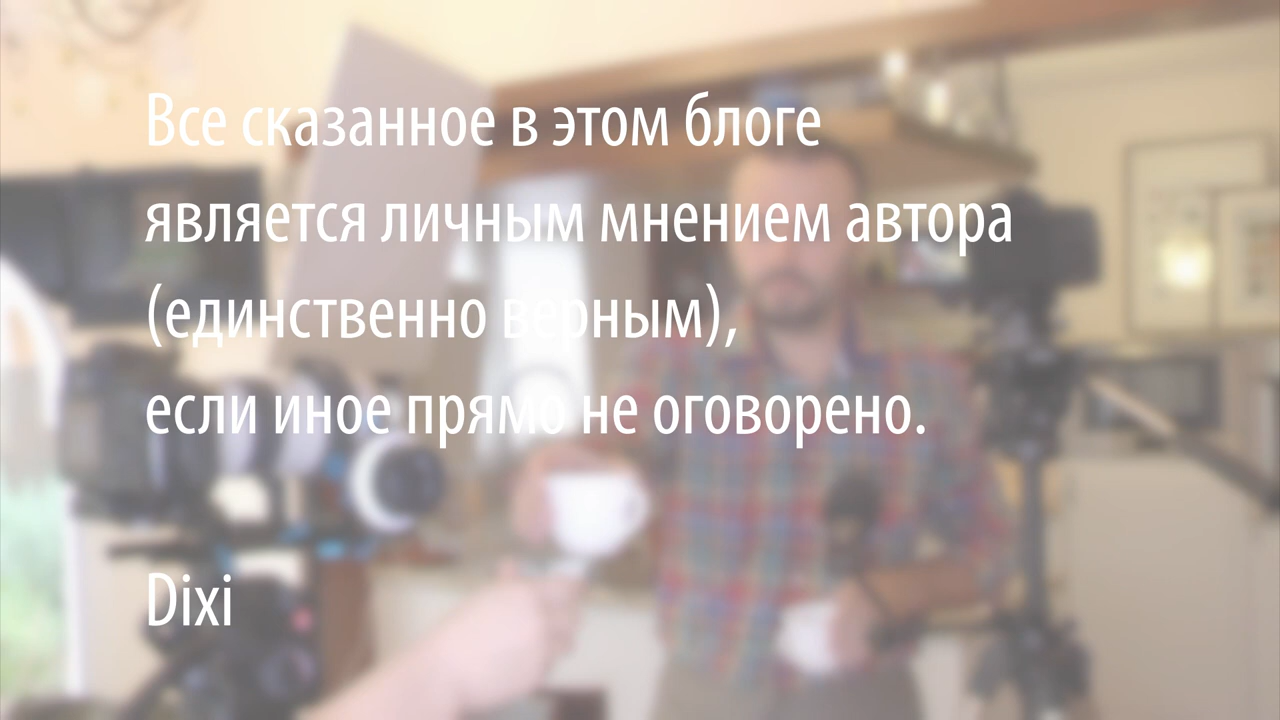 Все сказанное в этом блоге
является личным мнением автора
(единственно верным),
если иное прямо не оговорено.
Dixi